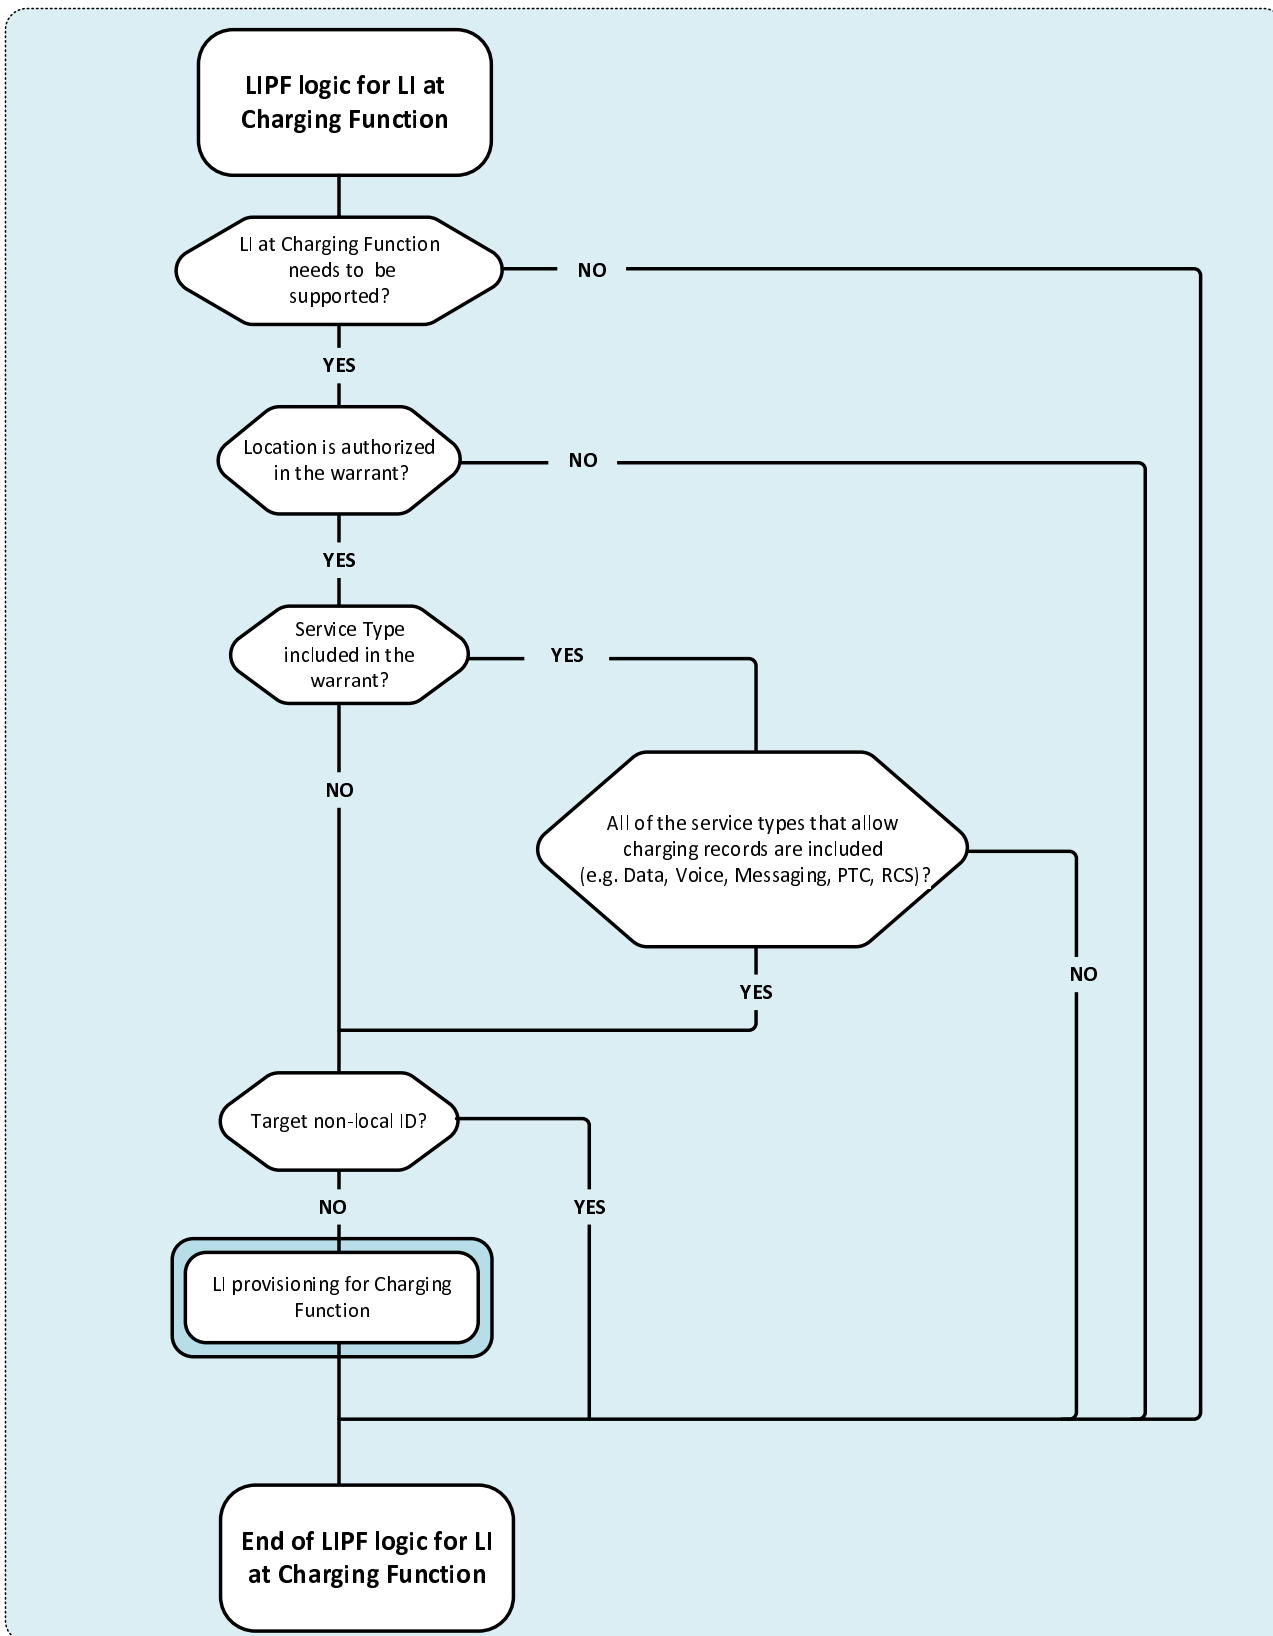 LIPF logic for LI at
Charging Function
LI at Charging Function
needs to be
supported?
NO
YES
Location is authorized
in the warrant?
NO
YES
Service Type
included in the
warrant?
YES
NO
All of the service types that allow
charging records are included
(e.g. Data, Voice, Messaging, PTC, RCS)?
NO
YES
Target non-local ID?
NO
YES
LI provisioning for Charging
Function
End of LIPF logic for LI
at Charging Function